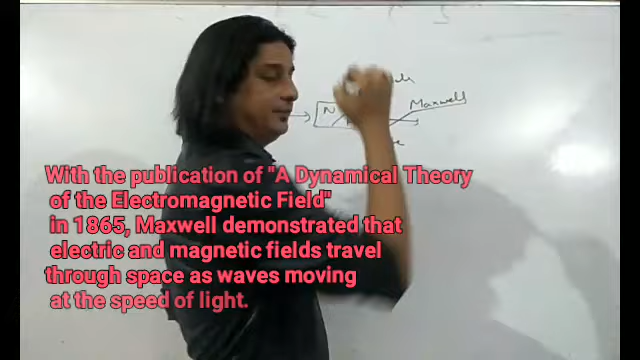 N
Maxwell
With the publication of "A Dynamical Theory
of the Electromagnetic Field"
in 1865, Maxwell demonstrated that
electric and magnetic fields travel
through space as waves moving
at the speed of light.